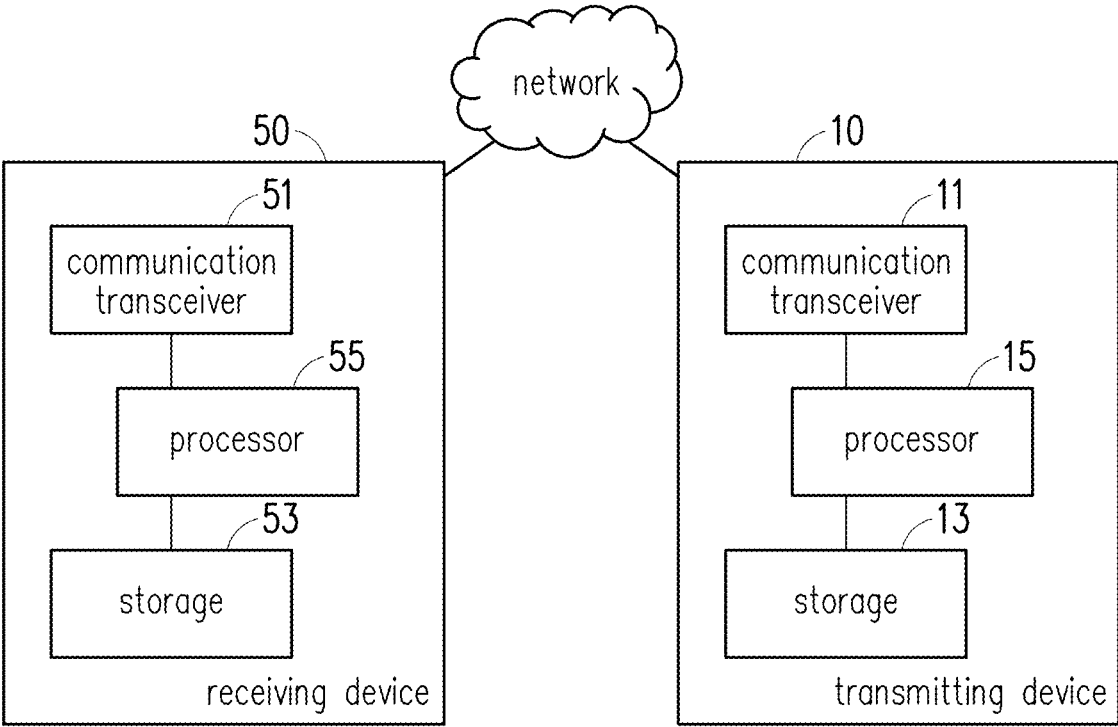 network
50
51
communication
transceiver
55
processor
53
storage
receiving device
10
11
communication
transceiver
15
processor
13
storage
transmitting device